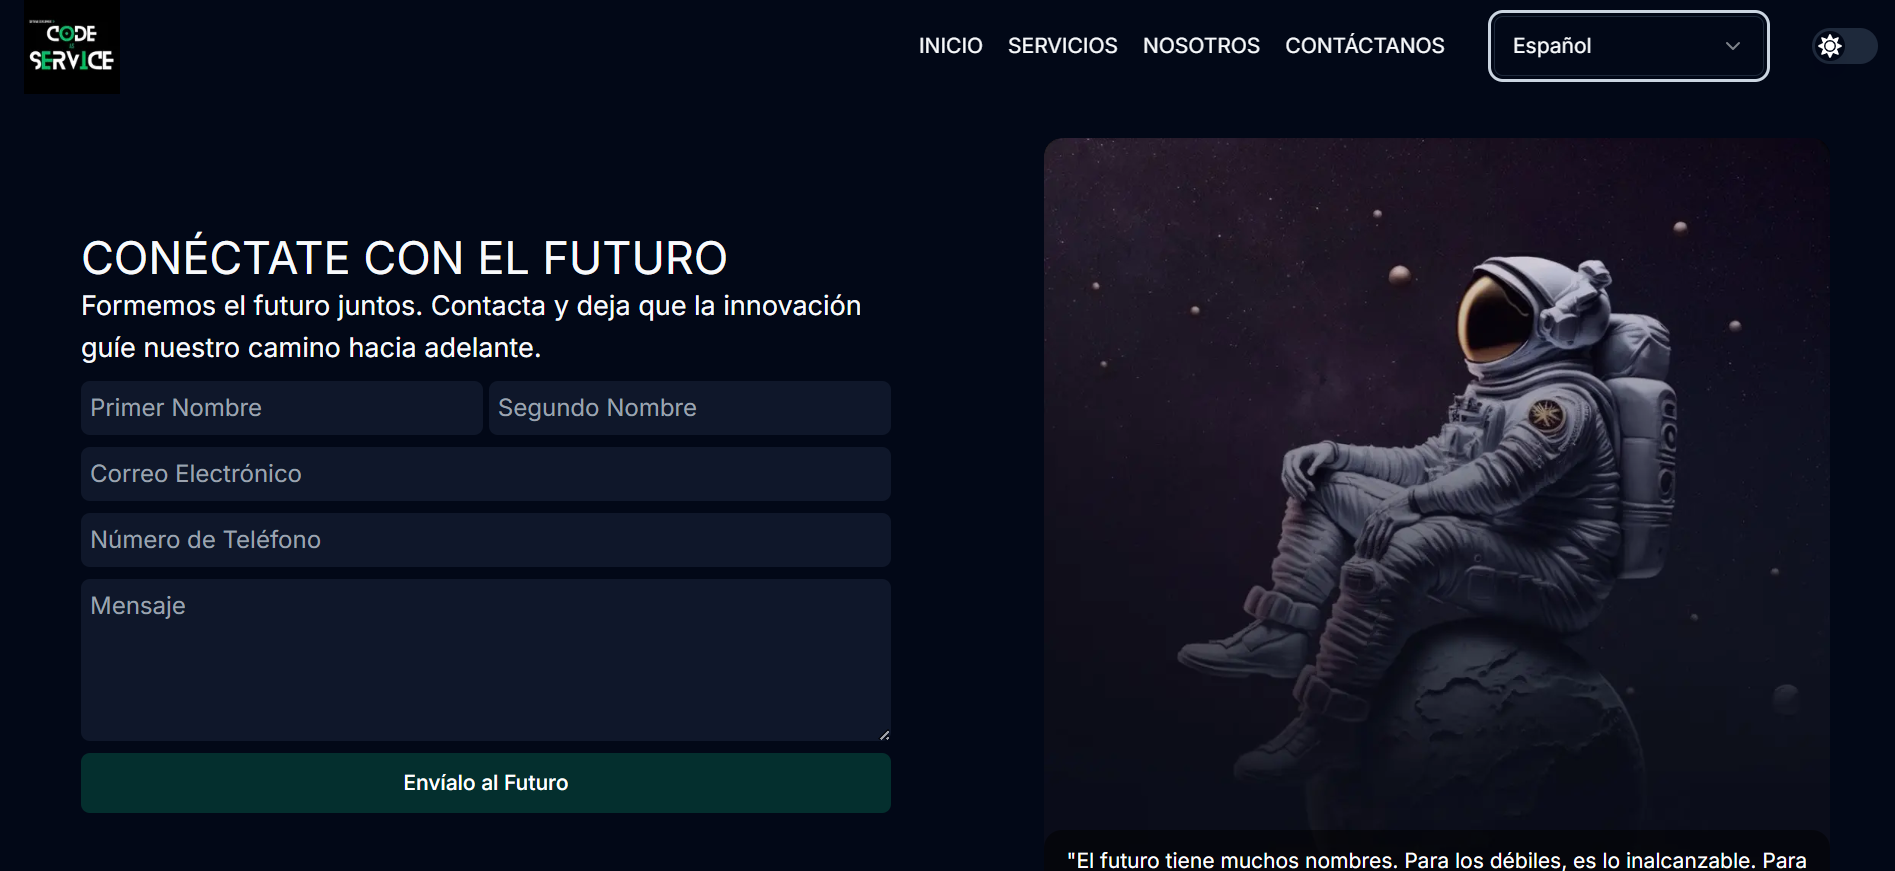 CODE
SERVICE
INICIO SERVICIOS NOSOTROS CONTÁCTANOS Español
CONÉCTATE CON EL FUTURO
Formemos el futuro juntos. Contacta y deja que la innovación
guíe nuestro camino hacia adelante.
Primer Nombre Segundo Nombre
Correo Electrónico
Número de Teléfono
Mensaje
Envíalo al Futuro
"El futuro tiene muchos nombres. Para los débiles, es lo inalcanzable. Para